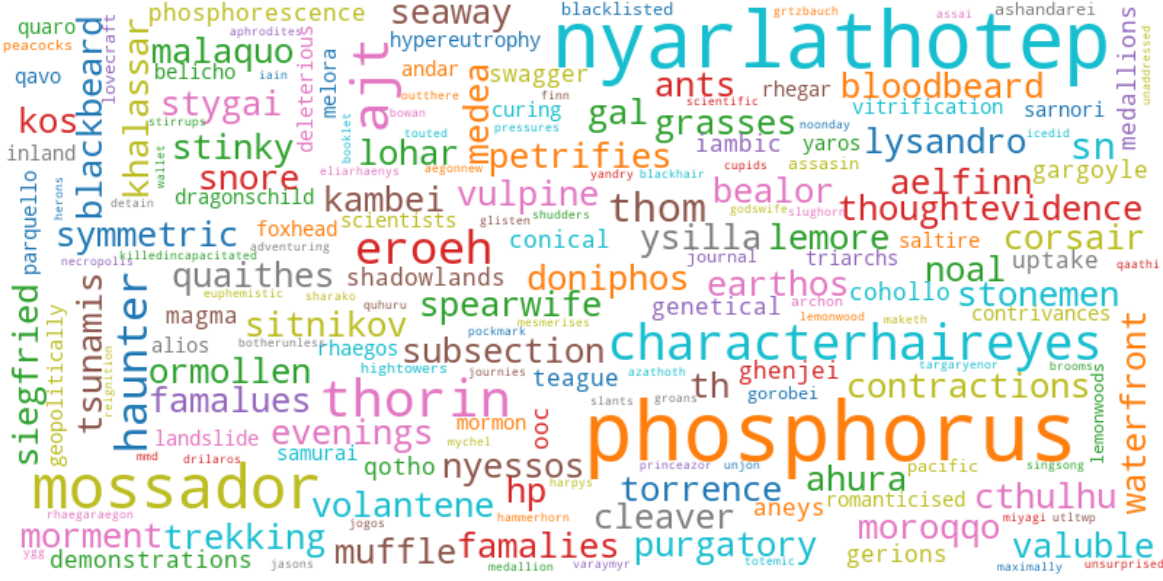 quaro
phosphorescence
aphrodites
seaway
blacklisted
grtzbauch
assai
ashandarei
peacocks
blackbeard
lovecraft
khalassar
malaquo
hypereutrophy
nyarlathotep
medallions
unaddressed
qavo
belicho
iain
deleterious
melora
ajt
andar
medea
swagger
ants
rhegar
bloodbeard
kos
stygai
outthere
finn
scientific
vitrification
sarnori
stirrups
bowan
curing
gal
grasses
noonday
inland
wallet
stinky
booklet
touted
pressures
iambic
yaros
lysandro
icedid
sn
lohar
petrifies
parquello
herons
snore
eliarhaenys
aegonnew
yandry
blackhair
cupids
assasin
gargoyle
detain
dragonschild
kambei
vulpine
thom
bealor
aelfinn
symmetric
foxhead
scientists
glisten
shudders
godswife
slughorn
thoughtevidence
adventuring
eroeh
conical
ysilla
lemore
saltire
corsair
necropolis
killedincapacitated
journal
triarchs
noal
uptake
qaathi
quaithes
shadowlands
doniphos
earthos
siegfried
geopolitically
tsunamis
haunter
euphemistic
sharako
quhuru
spearwife
genetical
archon
cohollo
stonemen
magma
sitnikov
mesmerises
lemonwood
maketh
contrivances
waterfront
alios
botherunless
rhaegos
pockmark
subsection
characterhaireyes
reignition
ormollen
hightowers
journies
teague
azathoth
ghenjei
targaryenor
brooms
famalues
thorin
slants
groans
th
gorobei
contractions
lemonwoods
landslide
evenings
mormon
ooc
phosphorus
mmd
drilaros
samurai
mychel
qotho
nyessos
princeazor
unjon
pacific
singsong
mossador
harpys
hp
torrence
ahura
romanticised
cthulhu
volantene
rhaegaraegon
jogos
hammerhorn
cleaver
aneys
moroqqo
miyagi
utltwp
morment
trekking
ygg
demonstrations
jasons
muffle
famalies
medallion
varaymyr
purgatory
totemic
gerions
valuble
maximally
unsurprised